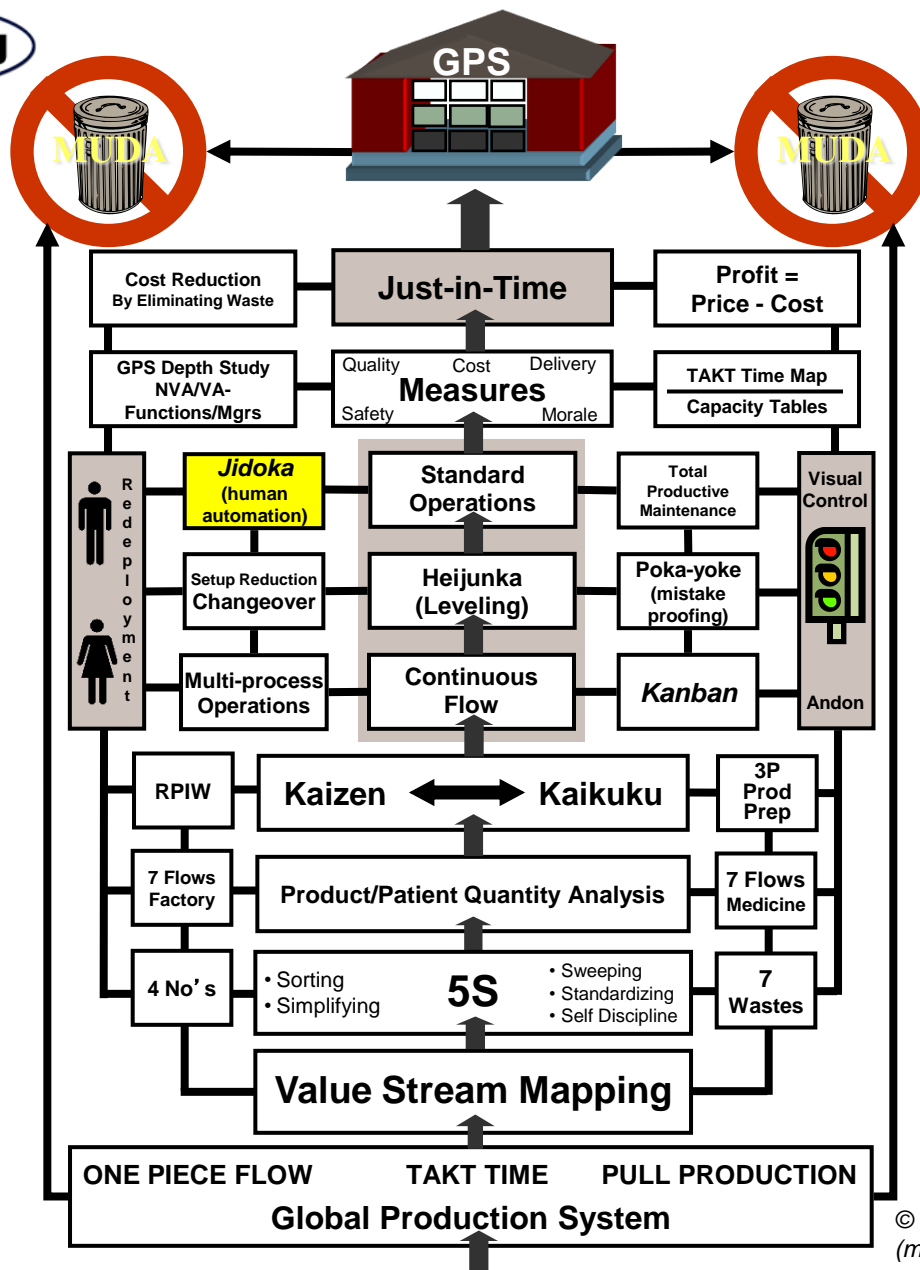 GPS
MUDA
MUDA
Cost Reduction
By Eliminating Waste
Just-in-Time
Profit =
Price - Cost
GPS Depth Study
NVA/VA-
Functions/Mgrs
Quality
Cost
Delivery
Measures
Safety
Morale
TAKT Time Map
Capacity Tables
Redeployment
Jidoka
(human
automation)
Standard
Operations
Total
Productive
Maintenance
Visual
Control
Setup Reduction
Changeover
Heijunka
(Leveling)
Poka-yoke
(mistake
proofing)
Multi-process
Operations
Continuous
Flow
Kanban
Andon
RPIW
Kaizen
Kaikuku
3P
Prod
Prep
7 Flows
Factory
Product/Patient Quantity Analysis
7 Flows
Medicine
4 No's
• Sorting
• Simplifying
5S
• Sweeping
• Standardizing
• Self Discipline
7
Wastes
Value Stream Mapping
ONE PIECE FLOW
TAKT TIME
PULL PRODUCTION
Global Production System
©